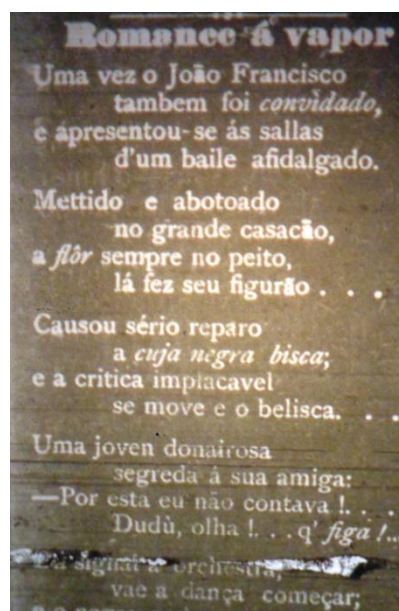 Romance á vapor
Uma vez o João Francisco
tambem foi convidado,
e apresentou-se ás sallas
d'um baile afidalgado.
Mettido e abotoado
no grande casacão,
a flôr sempre no peito,
lá fez seu figurão . . .
Causou sério reparo
a cuja negra bisca;
e a critica implacavel
se move e o belisca. . .
Uma joven donairosa
segreda á sua amiga:
—Por esta eu não contava !. . .
Dudù, olha !. . . q' figa !..
signal a orchestra,
vae a dança começar;